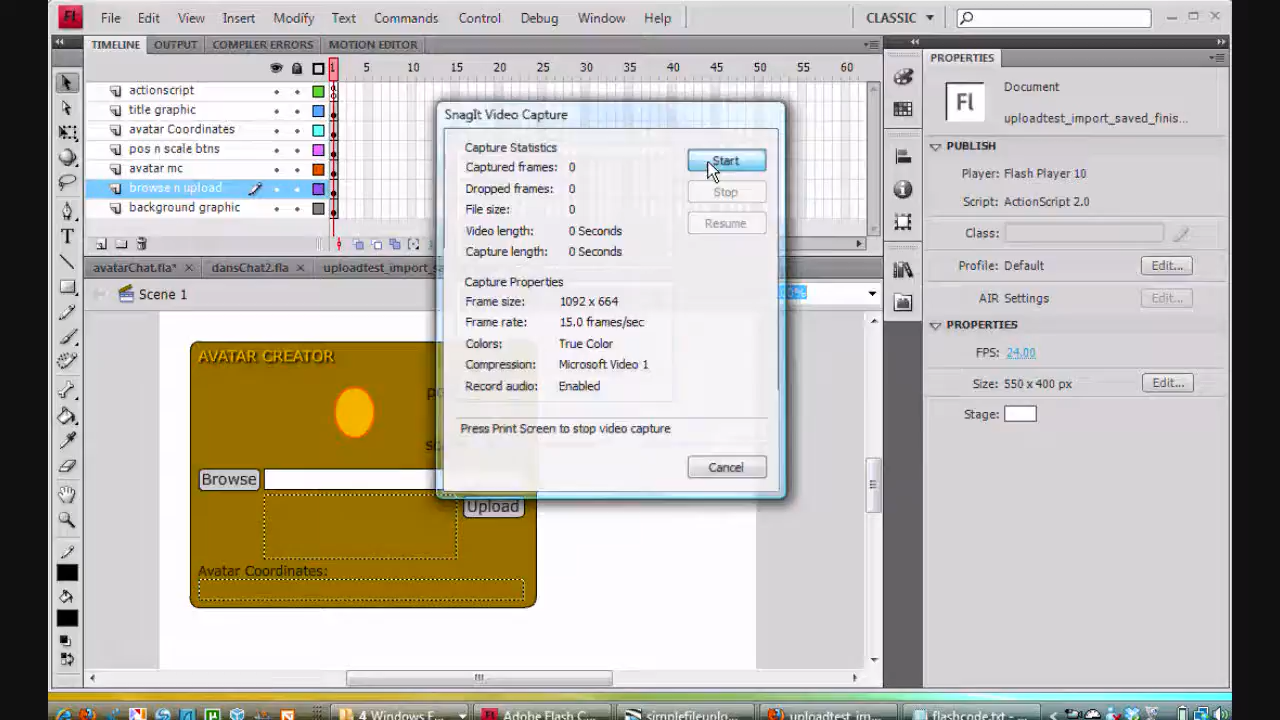 Fl File Edit View Insert Modify Text Commands Control Debug Window Help CLASSIC
TIMELINE OUTPUT COMPILER ERRORS MOTION EDITOR
PROPERTIES
1 5 10 15 20 25 30 35 40 45 50 55 60
actionscript
title graphic
avatar Coordinates
pos n scale btns
avatar mc
browse n upload
background graphic
Fl
Document
uploadtest_import_saved_finis...
PUBLISH
Player: Flash Player 10
Script: ActionScript 2.0
Class:
Profile: Default Edit...
AIR Settings Edit...
PROPERTIES
FPS: 24.00
Size: 550 x 400 px Edit...
Stage:
avatarChat.fla* × dansChat2.fla × uploadtest_import_sa
Scene 1
SnagIt Video Capture
Capture Statistics
Captured frames: 0
Dropped frames: 0
File size: 0
Video length: 0 Seconds
Capture length: 0 Seconds
Start
Stop
Resume
Capture Properties
Frame size: 1092 x 664
Frame rate: 15.0 frames/sec
Colors: True Color
Compression: Microsoft Video 1
Record audio: Enabled
Press Print Screen to stop video capture
Cancel
AVATAR CREATOR
Browse
Upload
Avatar Coordinates:
4 Windows E... Adobe Flash C... simplefileuplo... uploadtest_im... flashcode.txt - ...